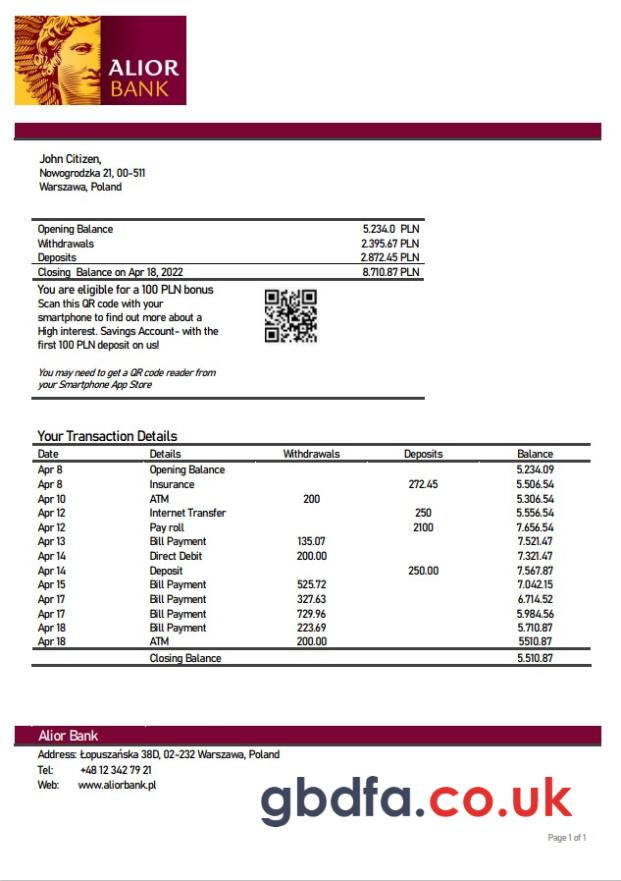 ALIOR
BANK
John Citizen,
Nowogrodzka 21, 00-511
Warszawa, Poland
Opening Balance 5.234.0 PLN
Withdrawals 2.395.67 PLN
Deposits 2.872.45 PLN
Closing Balance on Apr 18, 2022 8.710.87 PLN
You are eligible for a 100 PLN bonus
Scan this QR code with your
smartphone to find out more about a
High interest. Savings Account- with the
first 100 PLN deposit on us!
You may need to get a QR code reader from
your Smartphone App Store
Your Transaction Details
Date Details Withdrawals Deposits Balance
Apr 8 Opening Balance 5.234.09
Apr 8 Insurance 272.45 5.506.54
Apr 10 ATM 200 5.306.54
Apr 12 Internet Transfer 250 5.556.54
Apr 12 Pay roll 2100 7.656.54
Apr 13 Bill Payment 135.07 7.521.47
Apr 14 Direct Debit 200.00 7.321.47
Apr 14 Deposit 250.00 7.567.87
Apr 15 Bill Payment 525.72 7.042.15
Apr 17 Bill Payment 327.63 6.714.52
Apr 17 Bill Payment 729.96 5.984.56
Apr 18 Bill Payment 223.69 5.710.87
Apr 18 ATM 200.00 5510.87
Closing Balance 5.510.87
Alior Bank
Address: Łopuszańska 38D, 02-232 Warszawa, Poland
Tel: +48 12 342 79 21
Web: www.aliorbank.pl
gbdfa.co.uk
Page 1 of 1